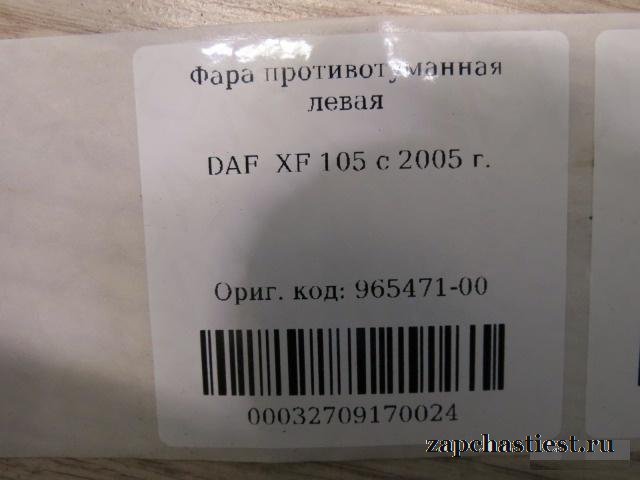 Фара противотуманная
левая
DAF XF 105 с 2005 г.
Ориг. код: 965471-00
00032709170024
zapchastiest.ru